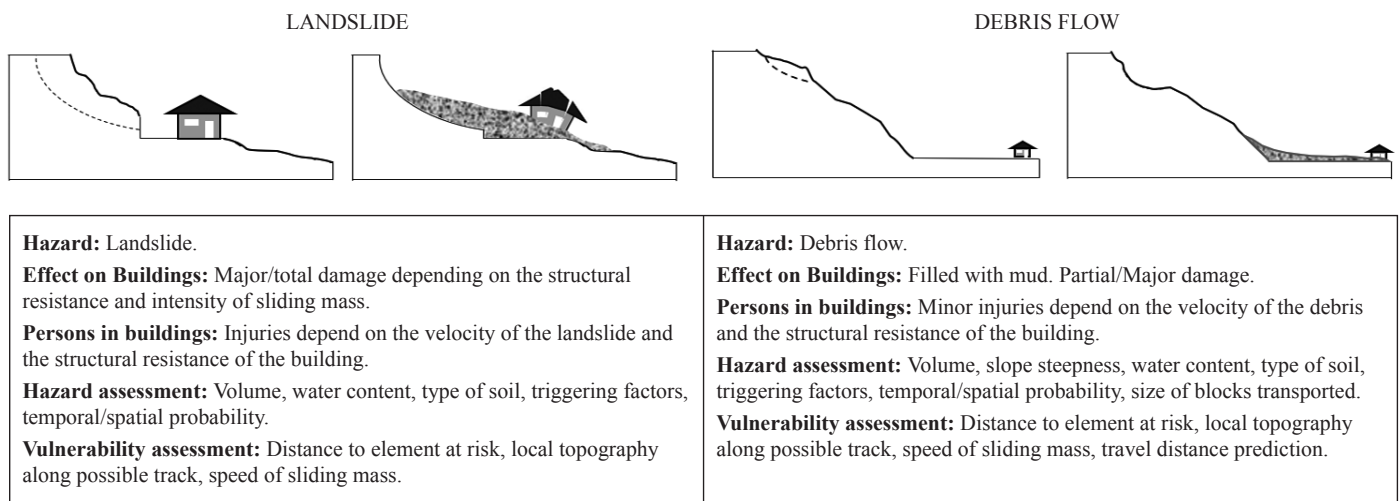 LANDSLIDE
DEBRIS FLOW
Hazard: Landslide.
Effect on Buildings: Major/total damage depending on the structural
resistance and intensity of sliding mass.
Persons in buildings: Injuries depend on the velocity of the landslide and
the structural resistance of the building.
Hazard assessment: Volume, water content, type of soil, triggering factors,
temporal/spatial probability.
Vulnerability assessment: Distance to element at risk, local topography
along possible track, speed of sliding mass.
Hazard: Debris flow.
Effect on Buildings: Filled with mud. Partial/Major damage.
Persons in buildings: Minor injuries depend on the velocity of the debris
and the structural resistance of the building.
Hazard assessment: Volume, slope steepness, water content, type of soil,
triggering factors, temporal/spatial probability, size of blocks transported.
Vulnerability assessment: Distance to element at risk, local topography
along possible track, speed of sliding mass, travel distance prediction.